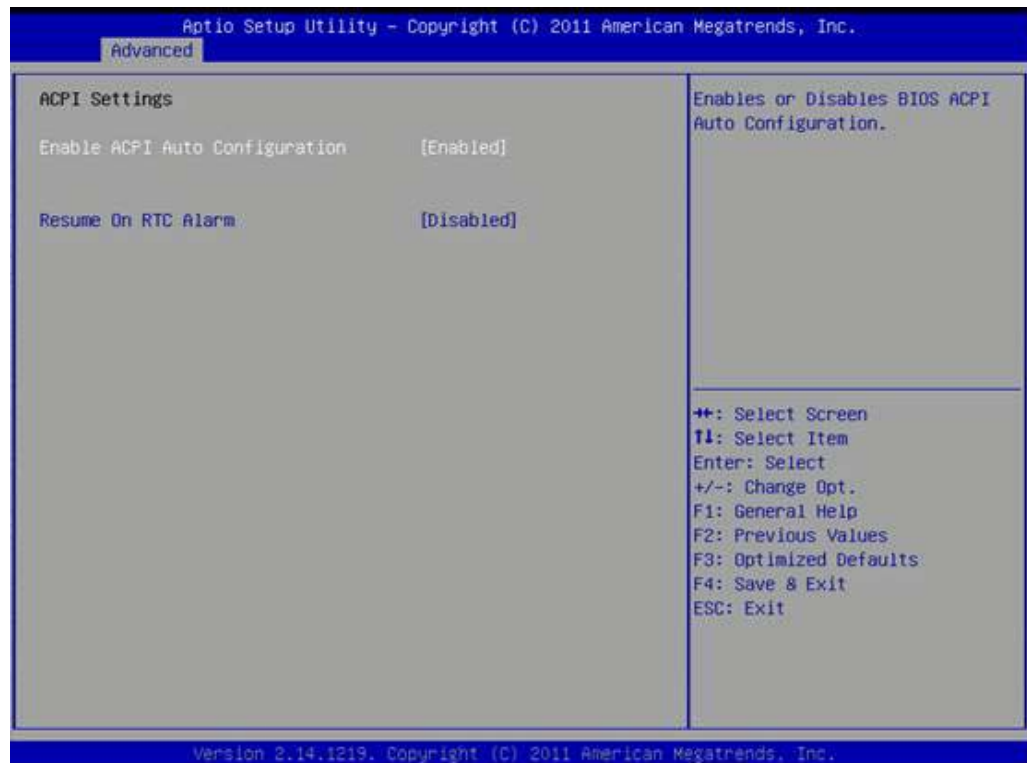 Aptio Setup Utility – Copyright (C) 2011 American Megatrends, Inc.
Advanced
ACPI Settings
Enable ACPI Auto Configuration [Enabled]
Resume On RTC Alarm [Disabled]
Enables or Disables BIOS ACPI
Auto Configuration.
→←: Select Screen
↑↓: Select Item
Enter: Select
+/-: Change Opt.
F1: General Help
F2: Previous Values
F3: Optimized Defaults
F4: Save & Exit
ESC: Exit
Version 2.14.1219. Copyright (C) 2011 American Megatrends, Inc.